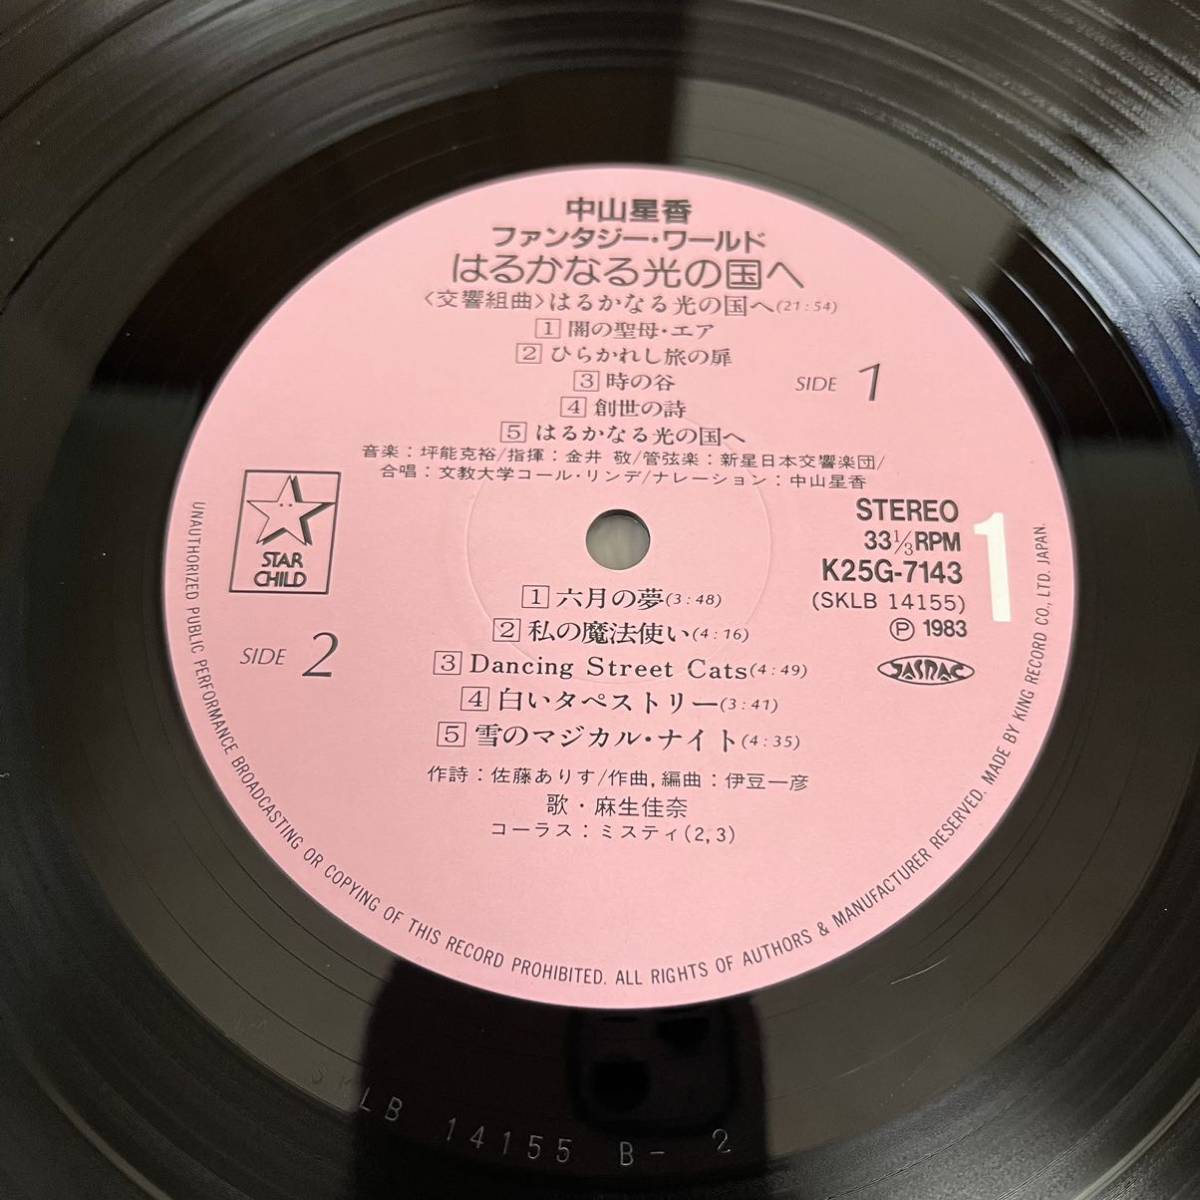 中山星香
ファンタジー・ワールド
はるかなる光の国へ
〈交響組曲〉はるかなる光の国へ(21:54)
1 闇の聖母・エア
2 ひらかれし旅の扉
3 時の谷
SIDE 1
4 創世の詩
5 はるかなる光の国へ
音楽：坪能克裕/指揮：金井 敬/管弦楽：新星日本交響楽団/
合唱：文教大学コール・リンデ/ナレーション：中山星香
STAR
CHILD
STEREO
33 1/3 RPM
K25G-7143
(SKLB 14155)
Ⓟ 1983
1
JASRAC
SIDE 2
1 六月の夢(3:48)
2 私の魔法使い(4:16)
3 Dancing Street Cats(4:49)
4 白いタペストリー(3:41)
5 雪のマジカル・ナイト(4:35)
作詩：佐藤ありす/作曲,編曲：伊豆一彦
歌・麻生佳奈
コーラス：ミスティ(2,3)
UNAUTHORIZED PUBLIC PERFORMANCE BROADCASTING OR COPYING OF THIS RECORD PROHIBITED. ALL RIGHTS OF AUTHORS & MANUFACTURER RESERVED. MADE BY KING RECORD CO., LTD. JAPAN.
SKLB 14155 B-2